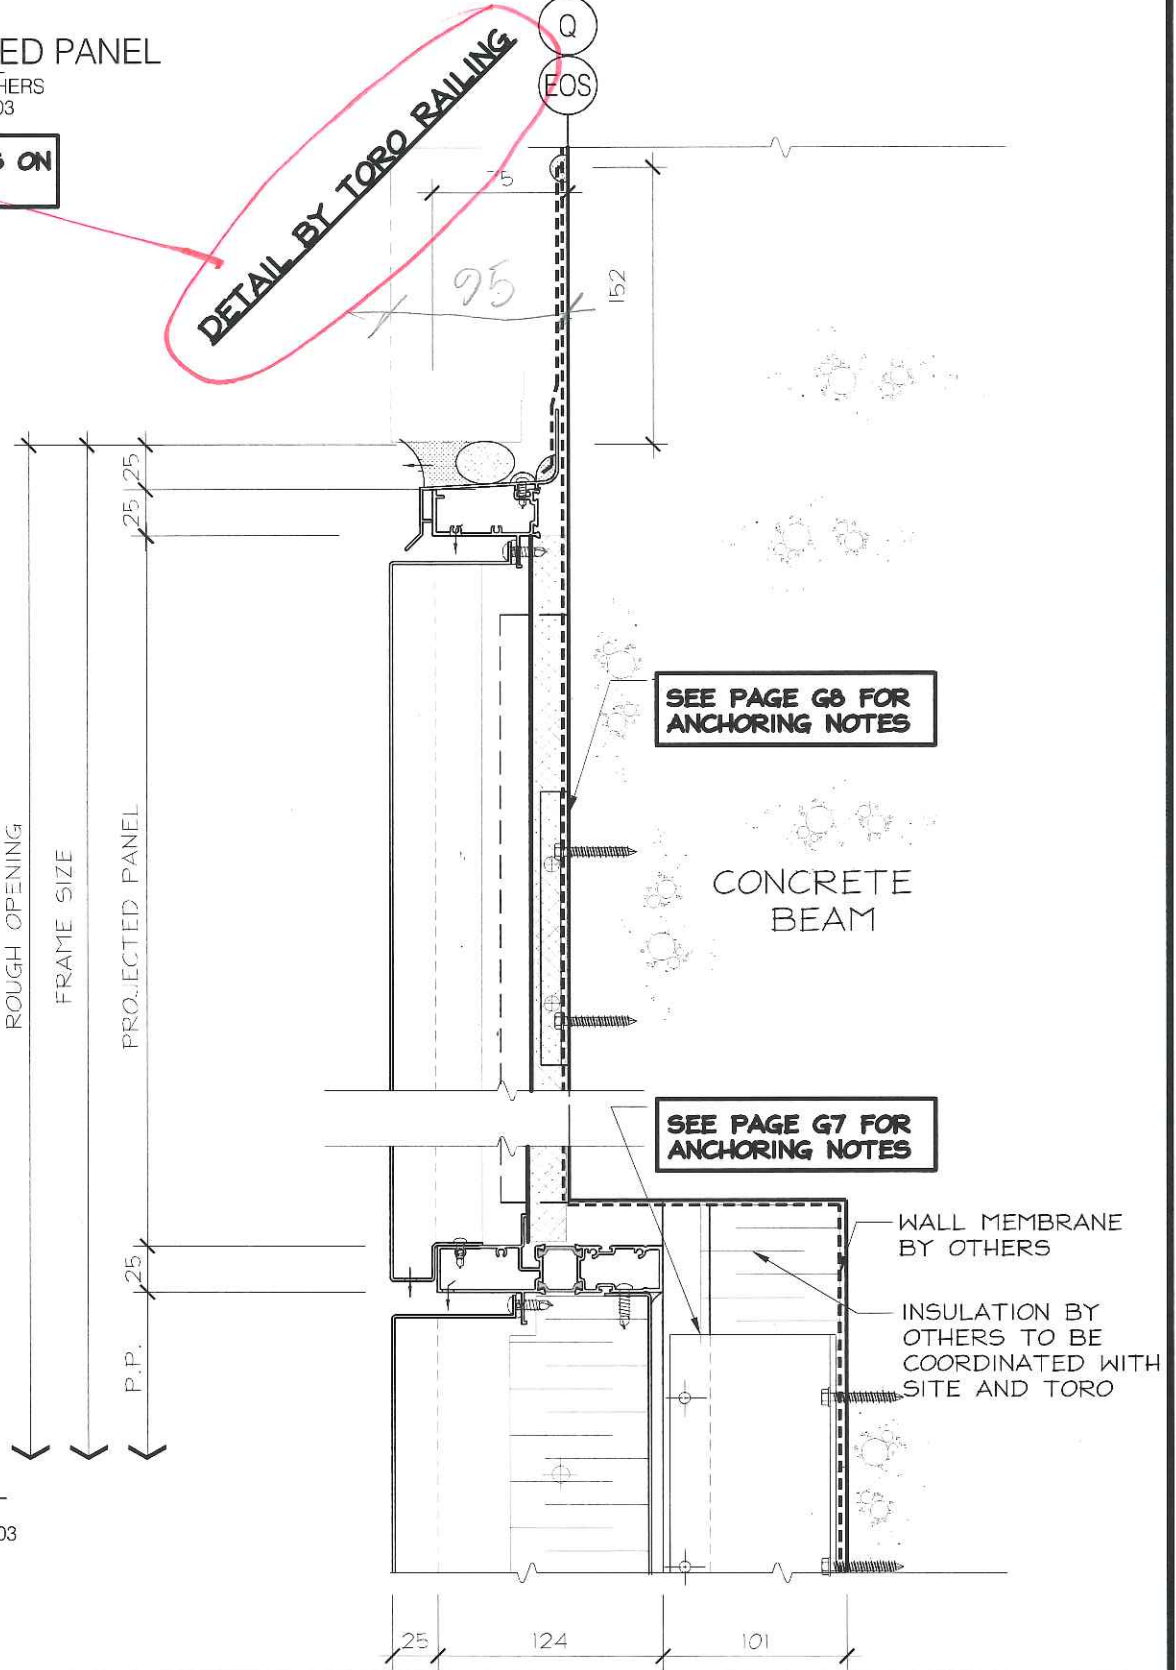 ED PANEL
HERS
03
ON
DETAIL BY TORO RAILING
Q
EOS
75
95
152
25
25
ROUGH OPENING
FRAME SIZE
PROJECTED PANEL
SEE PAGE G8 FOR
ANCHORING NOTES
CONCRETE
BEAM
SEE PAGE G7 FOR
ANCHORING NOTES
WALL MEMBRANE
BY OTHERS
INSULATION BY
OTHERS TO BE
COORDINATED WITH
SITE AND TORO
25
P.P.
03
25
124
101